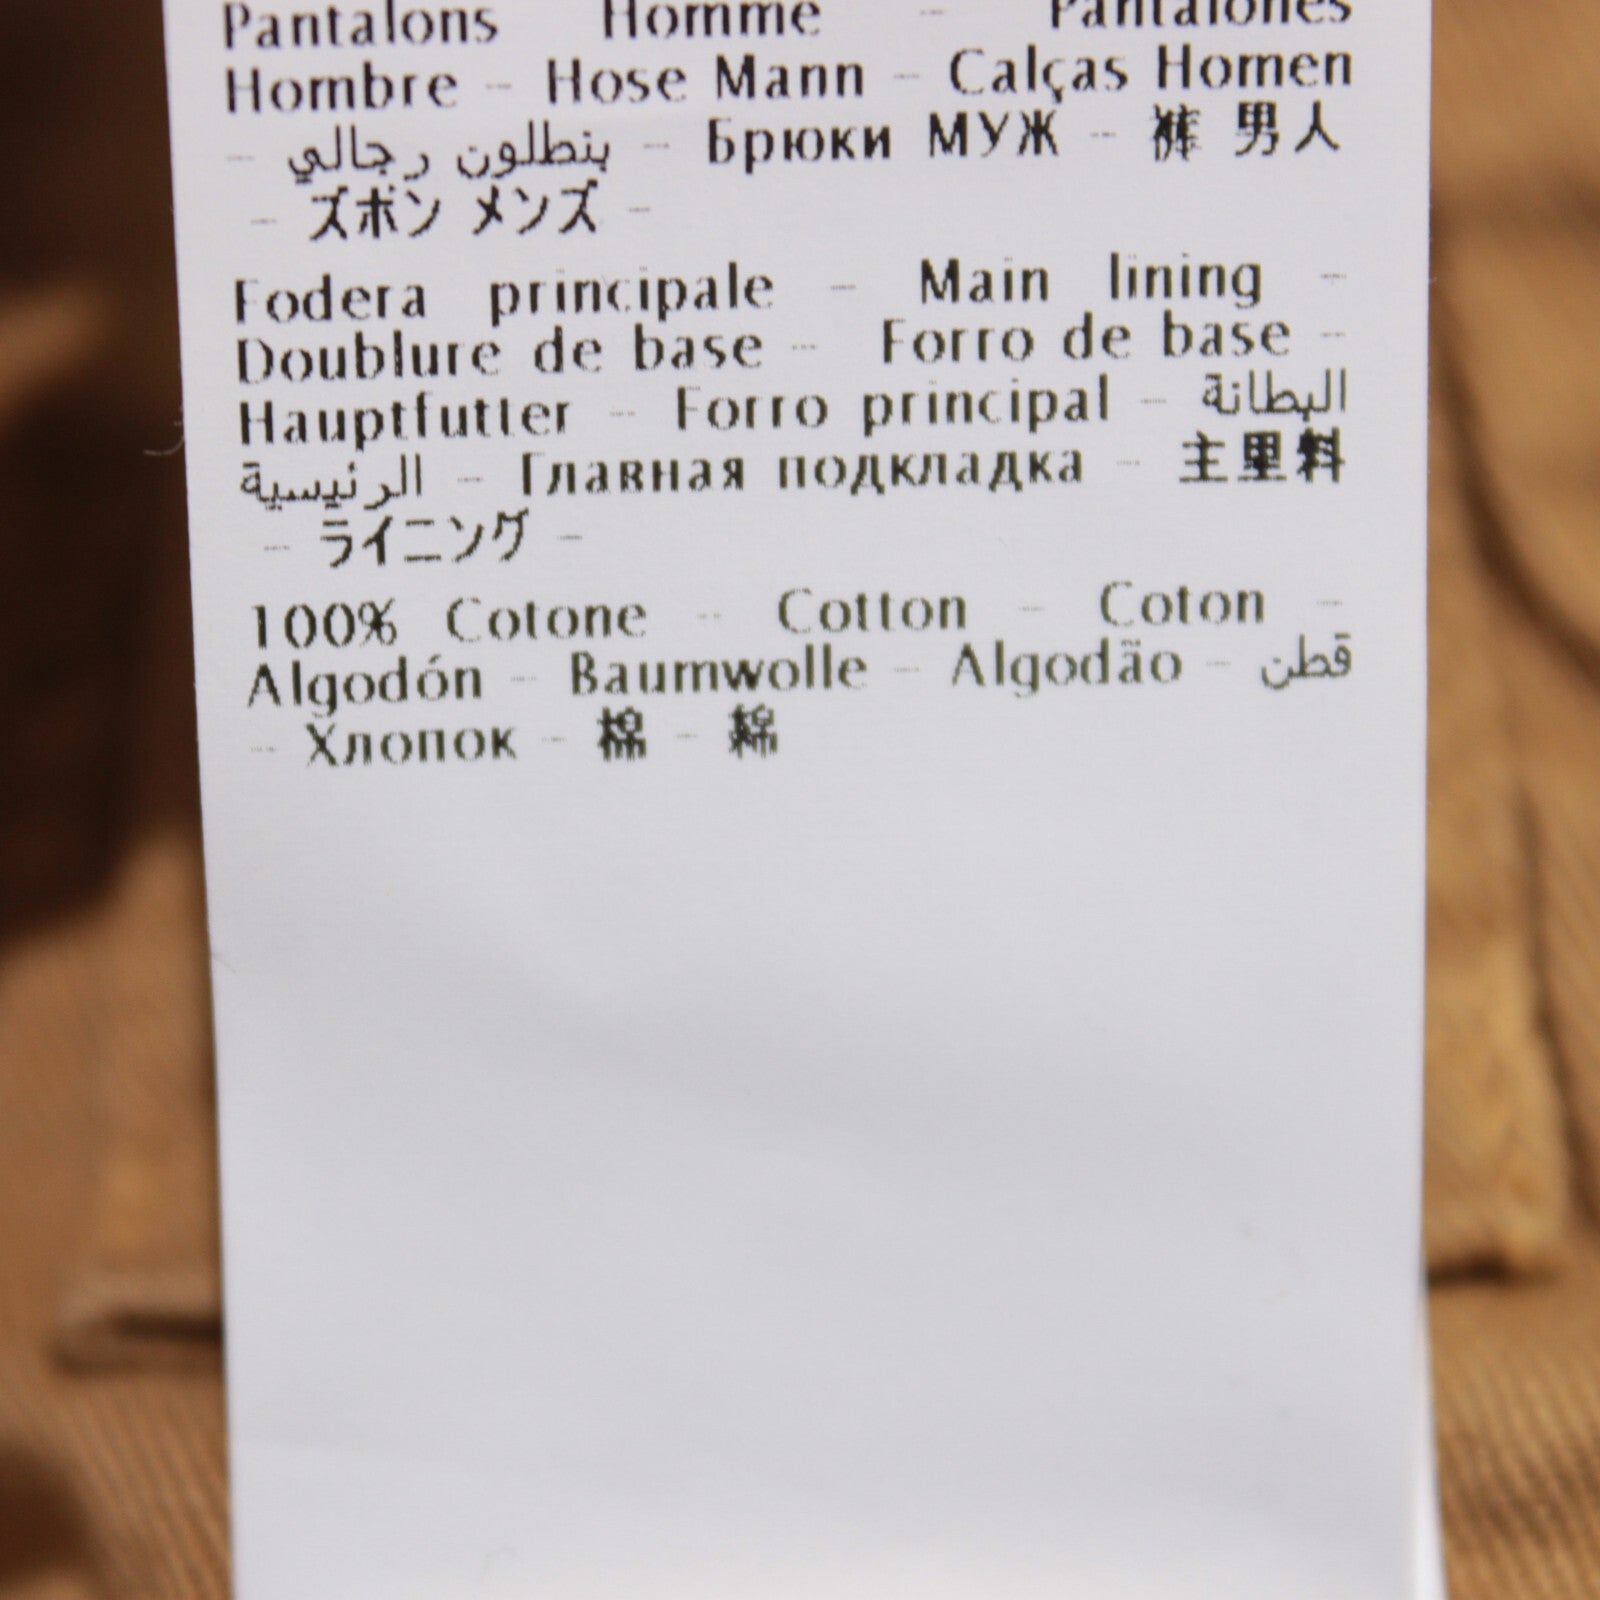 Pantalons Homme - Pantalones
Hombre - Hose Mann - Calças Homen
- بنطلون رجالي - Брюки МУЖ - 裤 男人
- ズボン メンズ -
Fodera principale - Main lining -
Doublure de base - Forro de base -
Hauptfutter - Forro principal - البطانة
الرئيسية - Главная подкладка - 主里料
- ライニング -
100% Cotone - Cotton - Coton -
Algodón - Baumwolle - Algodão - قطن
- Хлопок - 棉 - 綿